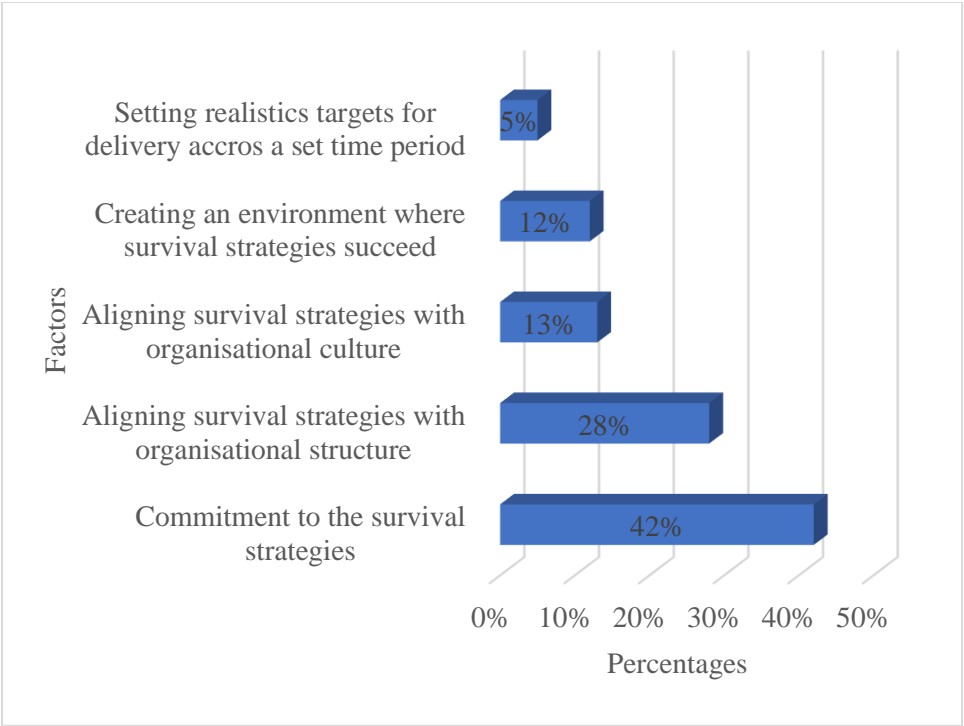 Setting realistics targets for
delivery accros a set time period
5%
Creating an environment where
survival strategies succeed
12%
Factors
Aligning survival strategies with
organisational culture
13%
Aligning survival strategies with
organisational structure
28%
Commitment to the survival
strategies
42%
0% 10% 20% 30% 40% 50%
Percentages